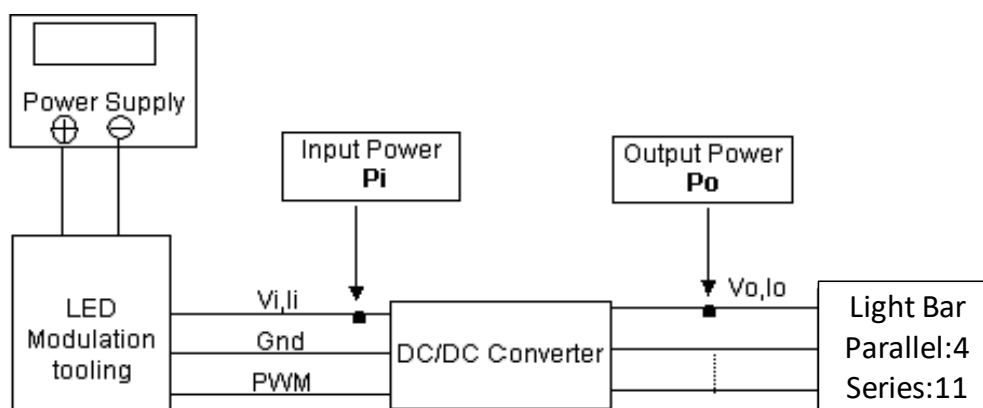 Power Supply
+ −
Input Power
Pi
Output Power
Po
LED
Modulation
tooling
Vi,Ii
Gnd
PWM
DC/DC Converter
Vo,Io
Light Bar
Parallel:4
Series:11